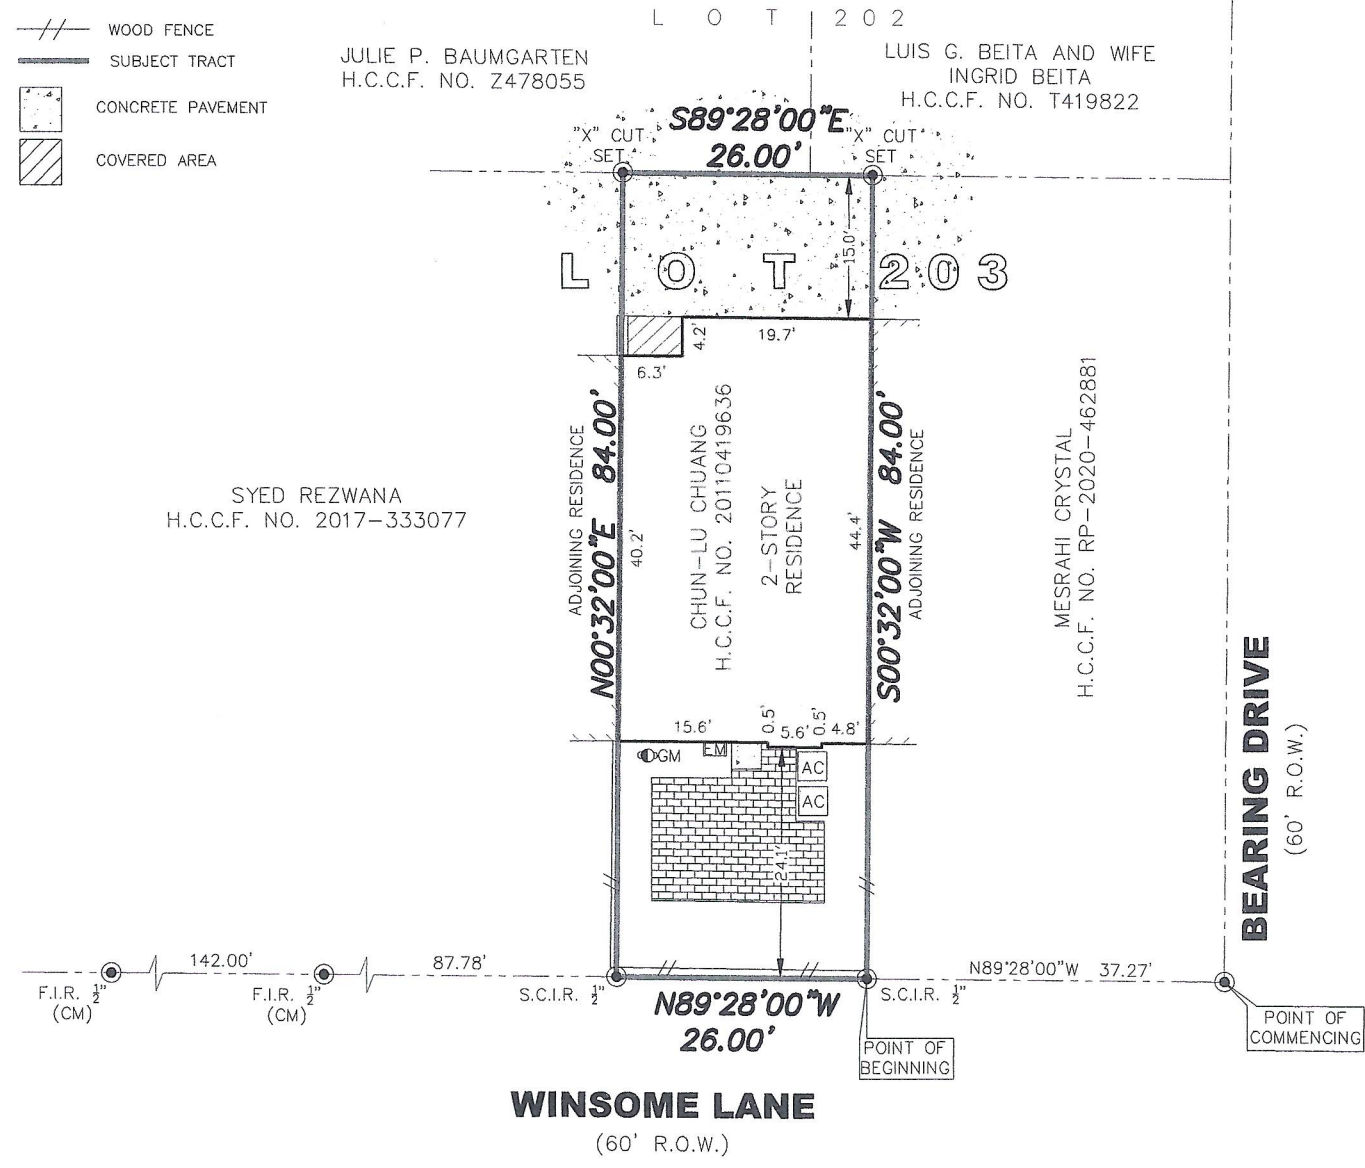 WOOD FENCE
SUBJECT TRACT
CONCRETE PAVEMENT
COVERED AREA
LOT 202
JULIE P. BAUMGARTEN
H.C.C.F. NO. Z478055
LUIS G. BEITA AND WIFE
INGRID BEITA
H.C.C.F. NO. T419822
S89°28'00"E
26.00'
"X" CUT
SET
"X" CUT
SET
15.0'
LOT 203
4.2'
19.7'
6.3'
ADJOINING RESIDENCE
N00°32'00"E 84.00'
40.2'
CHUN-LU CHUANG
H.C.C.F. NO. 20110419636
2-STORY
RESIDENCE
44.4'
S00°32'00"W 84.00'
ADJOINING RESIDENCE
SYED REZWANA
H.C.C.F. NO. 2017-333077
MESRAHI CRYSTAL
H.C.C.F. NO. RP-2020-462881
BEARING DRIVE
(60' R.O.W.)
15.6'
0.5'
5.6'
0.5'
4.8'
GM
EM
AC
AC
24.1'
142.00'
87.78'
N89°28'00"W 37.27'
F.I.R. 1/2"
(CM)
F.I.R. 1/2"
(CM)
S.C.I.R. 1/2"
N89°28'00"W
26.00'
S.C.I.R. 1/2"
POINT OF
BEGINNING
POINT OF
COMMENCING
WINSOME LANE
(60' R.O.W.)